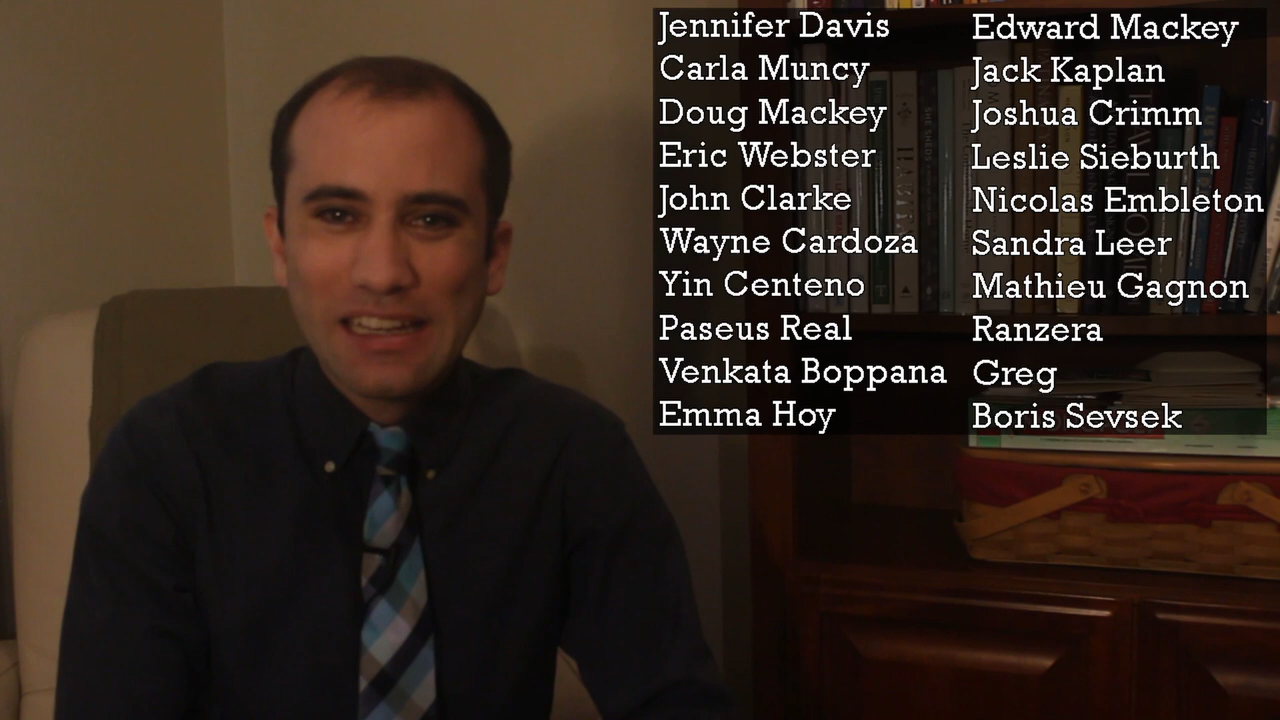 Jennifer Davis
Carla Muncy
Doug Mackey
Eric Webster
John Clarke
Wayne Cardoza
Yin Centeno
Paseus Real
Venkata Boppana
Emma Hoy
Edward Mackey
Jack Kaplan
Joshua Crimm
Leslie Sieburth
Nicolas Embleton
Sandra Leer
Mathieu Gagnon
Ranzera
Greg
Boris Sevsek